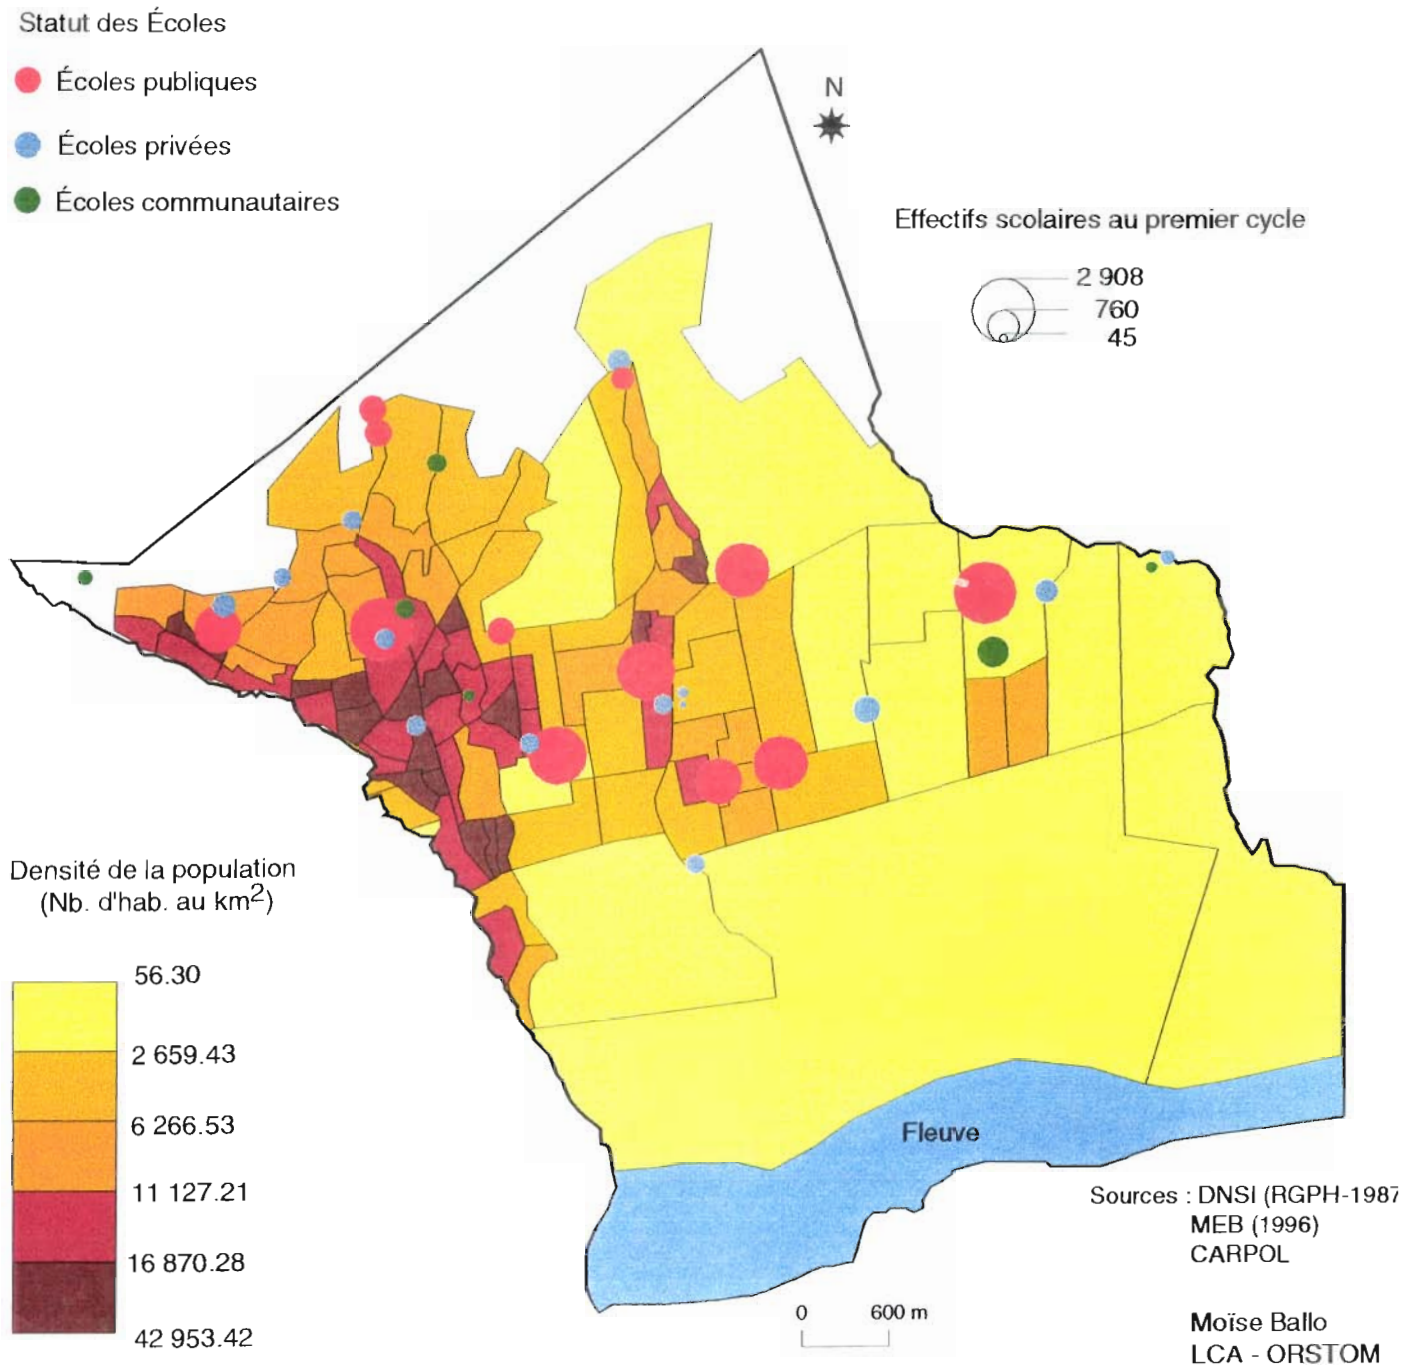 Statut des Écoles
Écoles publiques
Écoles privées
Écoles communautaires
N
Effectifs scolaires au premier cycle
2 908
760
45
Densité de la population
(Nb. d'hab. au km²)
56.30
2 659.43
6 266.53
11 127.21
16 870.28
42 953.42
Fleuve
0 600 m
Sources : DNSI (RGPH-1987
MEB (1996)
CARPOL
Moïse Ballo
LCA - ORSTOM